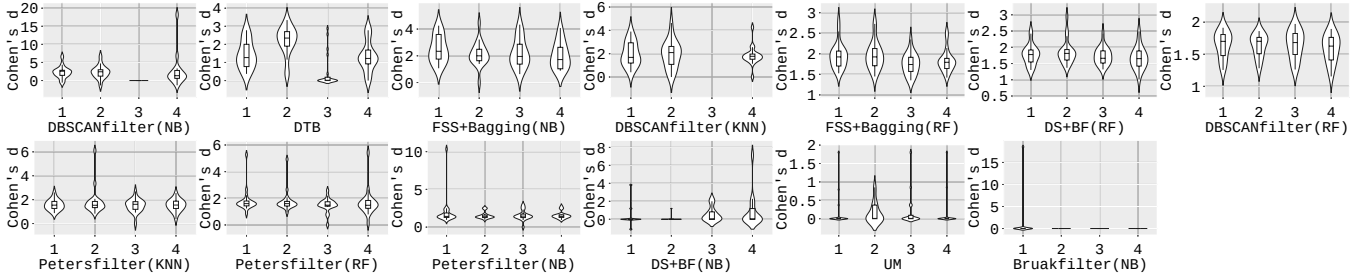 Cohen's d
20
15
10
5
0
1 2 3 4
DBSCANfilter(NB)
Cohen's d
4
3
2
1
0
1 2 3 4
DTB
Cohen's d
4
2
0
1 2 3 4
FSS+Bagging(NB)
Cohen's d
6
4
2
0
1 2 3 4
DBSCANfilter(KNN)
Cohen's d
3
2.5
2
1.5
1
1 2 3 4
FSS+Bagging(RF)
Cohen's d
3
2.5
2
1.5
1
0.5
1 2 3 4
DS+BF(RF)
Cohen's d
2
1.5
1
1 2 3 4
DBSCANfilter(RF)
Cohen's d
6
4
2
0
1 2 3 4
Petersfilter(KNN)
Cohen's d
6
4
2
0
1 2 3 4
Petersfilter(RF)
Cohen's d
10
5
0
1 2 3 4
Petersfilter(NB)
Cohen's d
8
6
4
2
0
1 2 3 4
DS+BF(NB)
Cohen's d
2
1.5
1
0.5
0
1 2 3 4
UM
Cohen's d
15
10
5
0
1 2 3 4
Bruakfilter(NB)